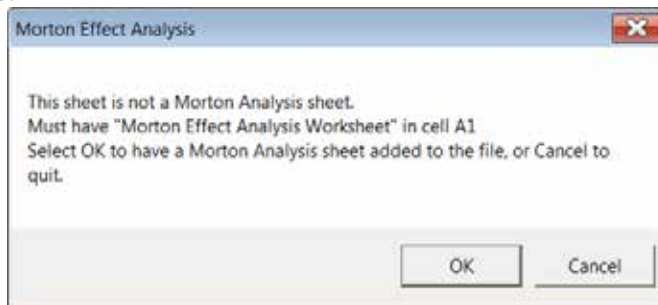 Morton Effect Analysis
This sheet is not a Morton Analysis sheet.
Must have "Morton Effect Analysis Worksheet" in cell A1
Select OK to have a Morton Analysis sheet added to the file, or Cancel to
quit.
OK Cancel